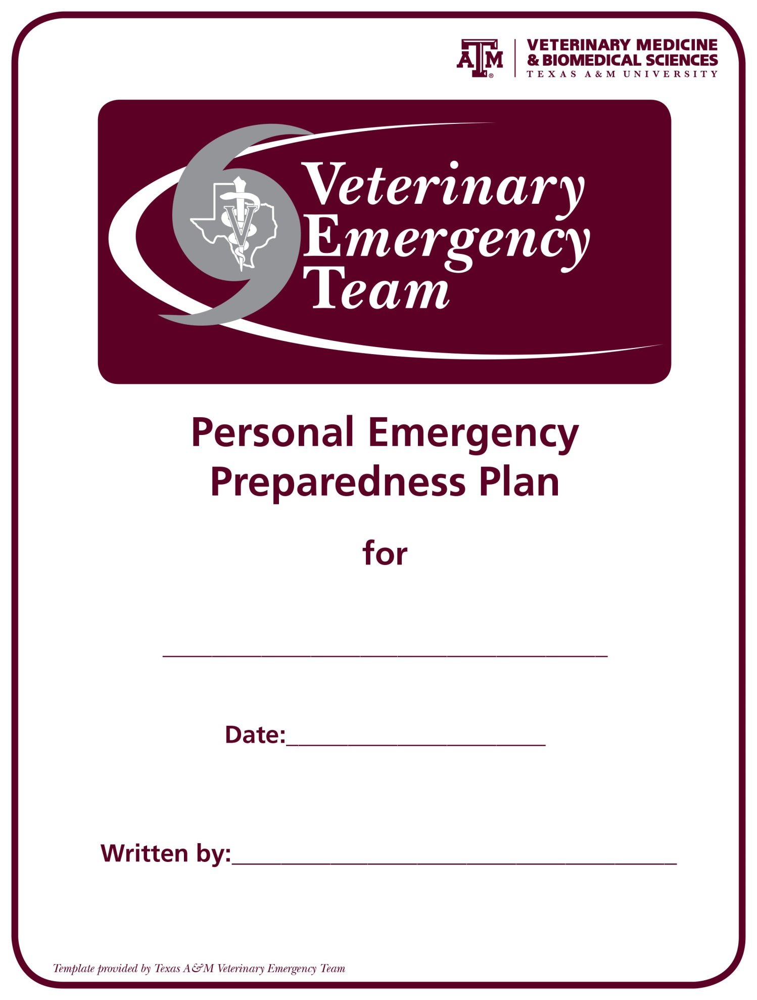 VETERINARY MEDICINE
& BIOMEDICAL SCIENCES
TEXAS A&M UNIVERSITY
ATM®
Veterinary
Emergency
Team
V
Personal Emergency
Preparedness Plan
for
Date:
Written by:
Template provided by Texas A&M Veterinary Emergency Team